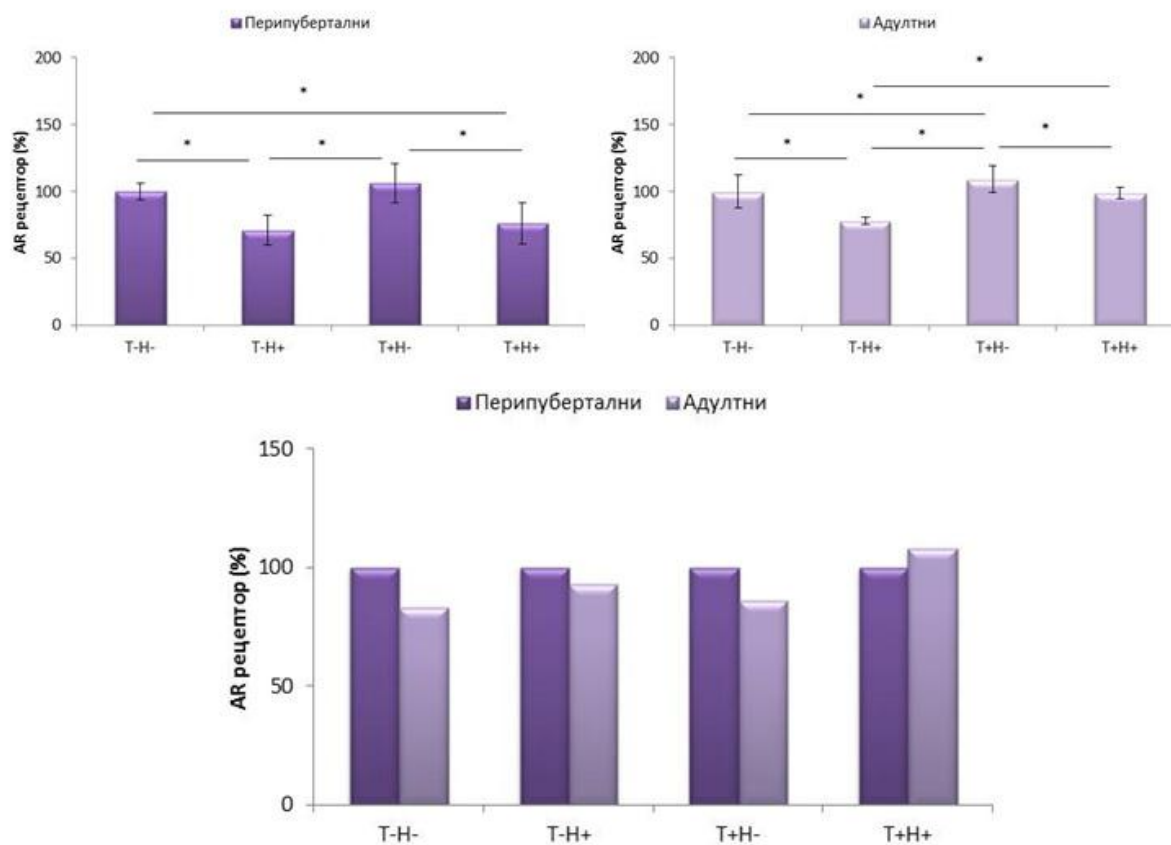 Перипубертални
AR рецептор (%)
200
150
100
50
0
* * * *
T-H- T-H+ T+H- T+H+
Адултни
AR рецептор (%)
200
150
100
50
0
* * * * *
T-H- T-H+ T+H- T+H+
Перипубертални Адултни
AR рецептор (%)
150
100
50
0
T-H- T-H+ T+H- T+H+